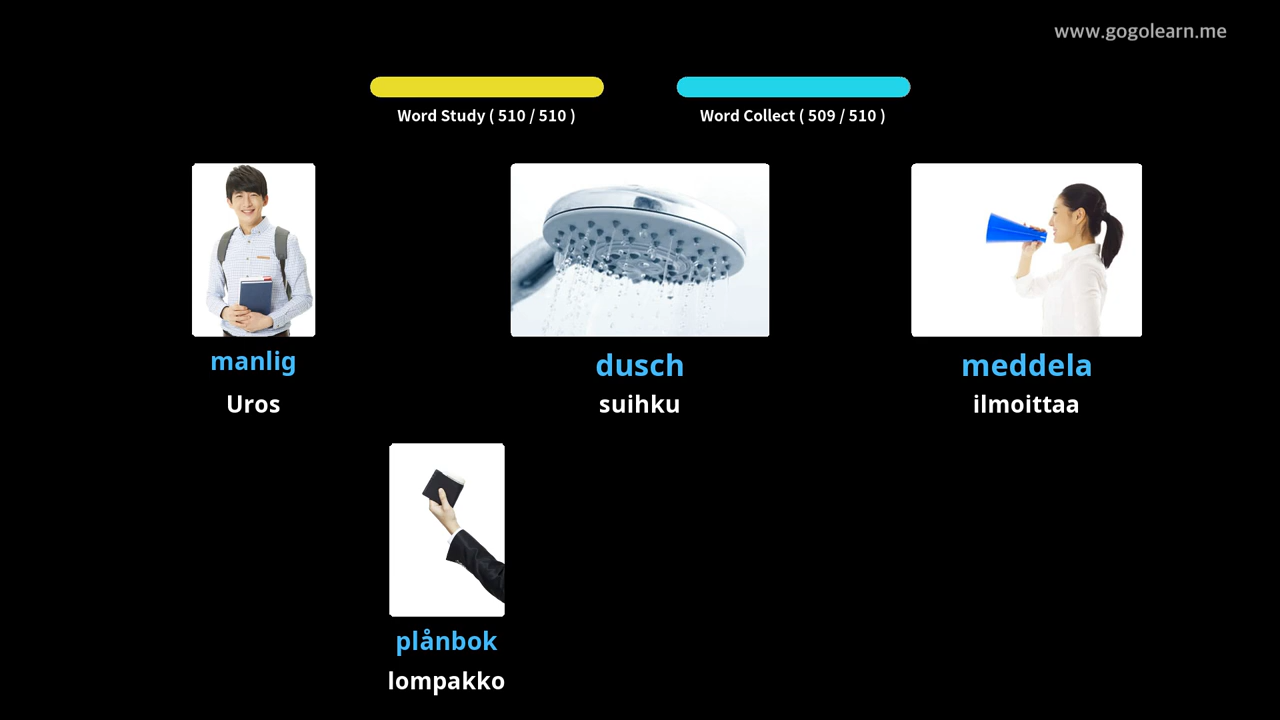 www.gogolearn.me
Word Study ( 510 / 510 )
Word Collect ( 509 / 510 )
manlig
Uros
dusch
suihku
meddela
ilmoittaa
plånbok
lompakko